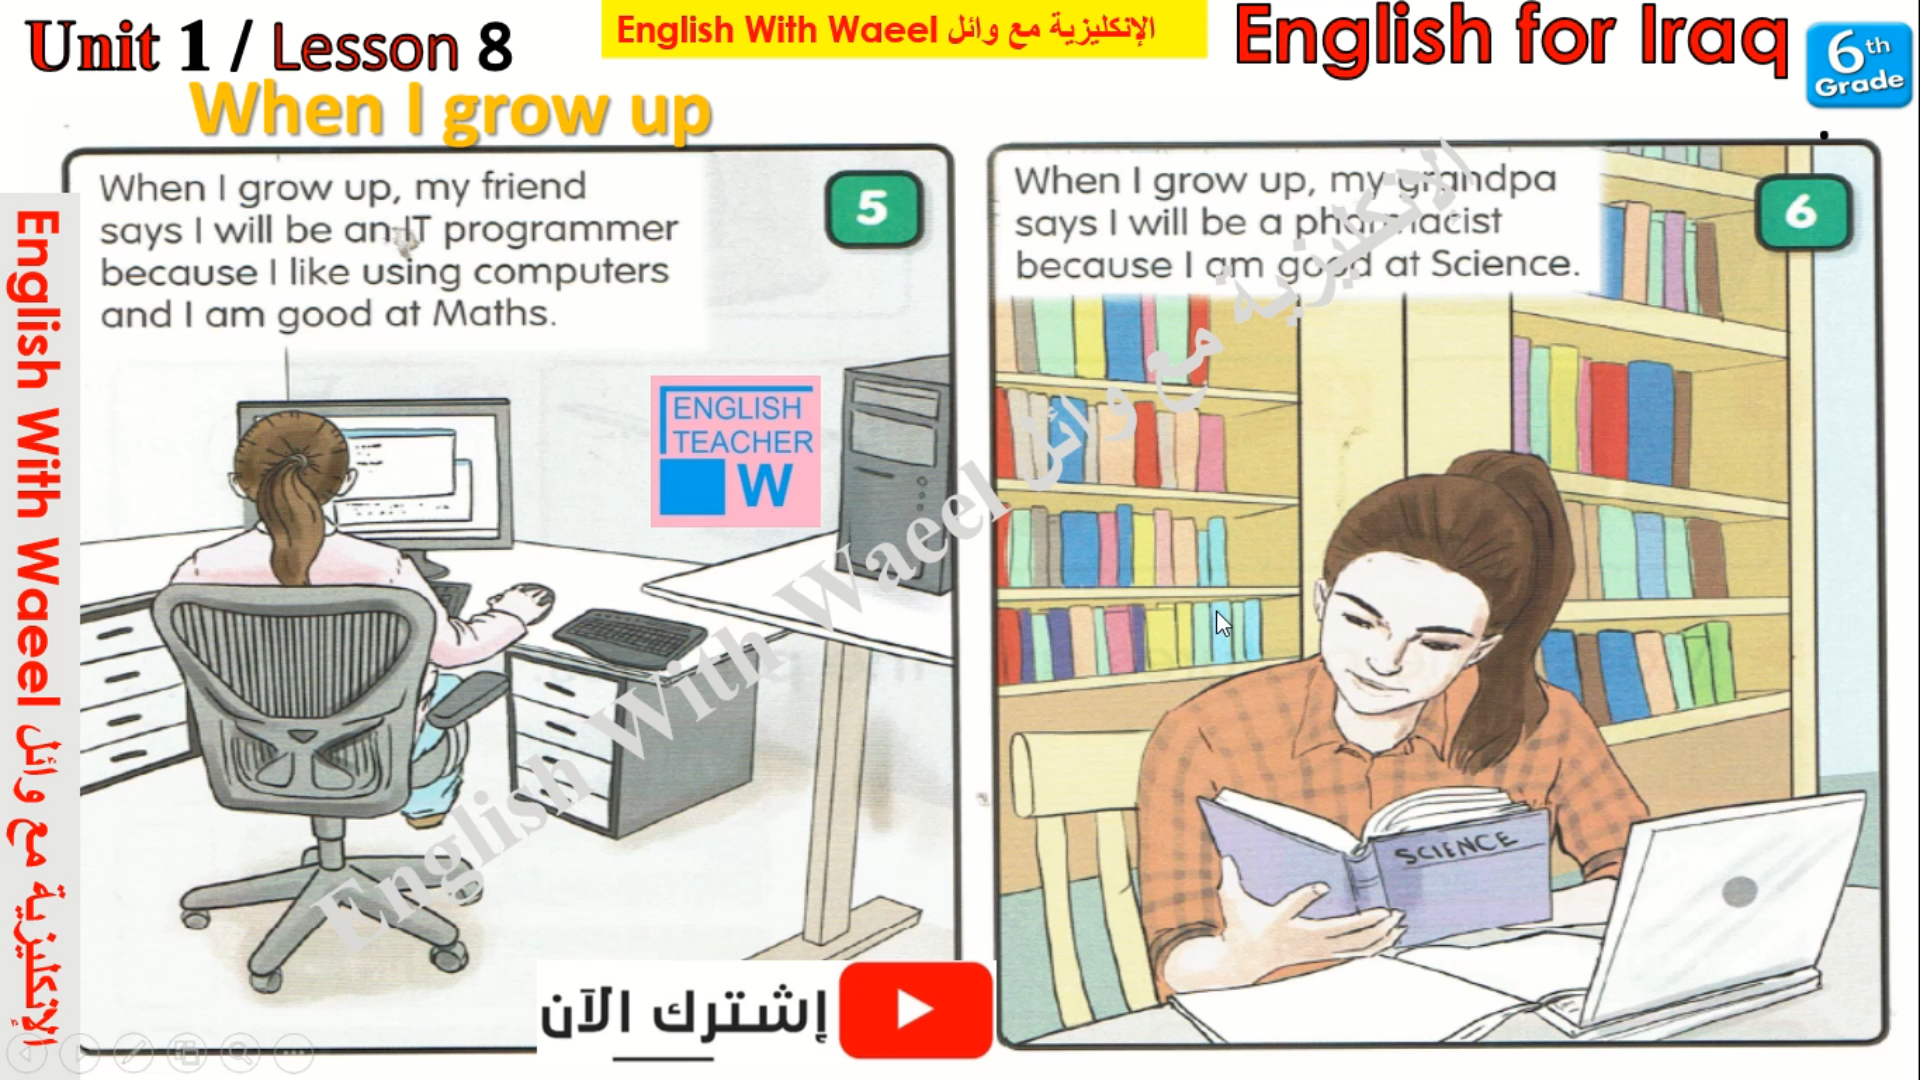 Unit 1 / Lesson 8
English With Waeel الإنكليزية مع وائل
English for Iraq
6th
Grade
When I grow up
When I grow up, my friend
says I will be an IT programmer
because I like using computers
and I am good at Maths.
5
When I grow up, my grandpa
says I will be a pharmacist
because I am good at Science.
6
English With Waeel الإنكليزية مع وائل
ENGLISH
TEACHER
W
English With Waeel الإنكليزية مع وائل
SCIENCE
إشترك الآن